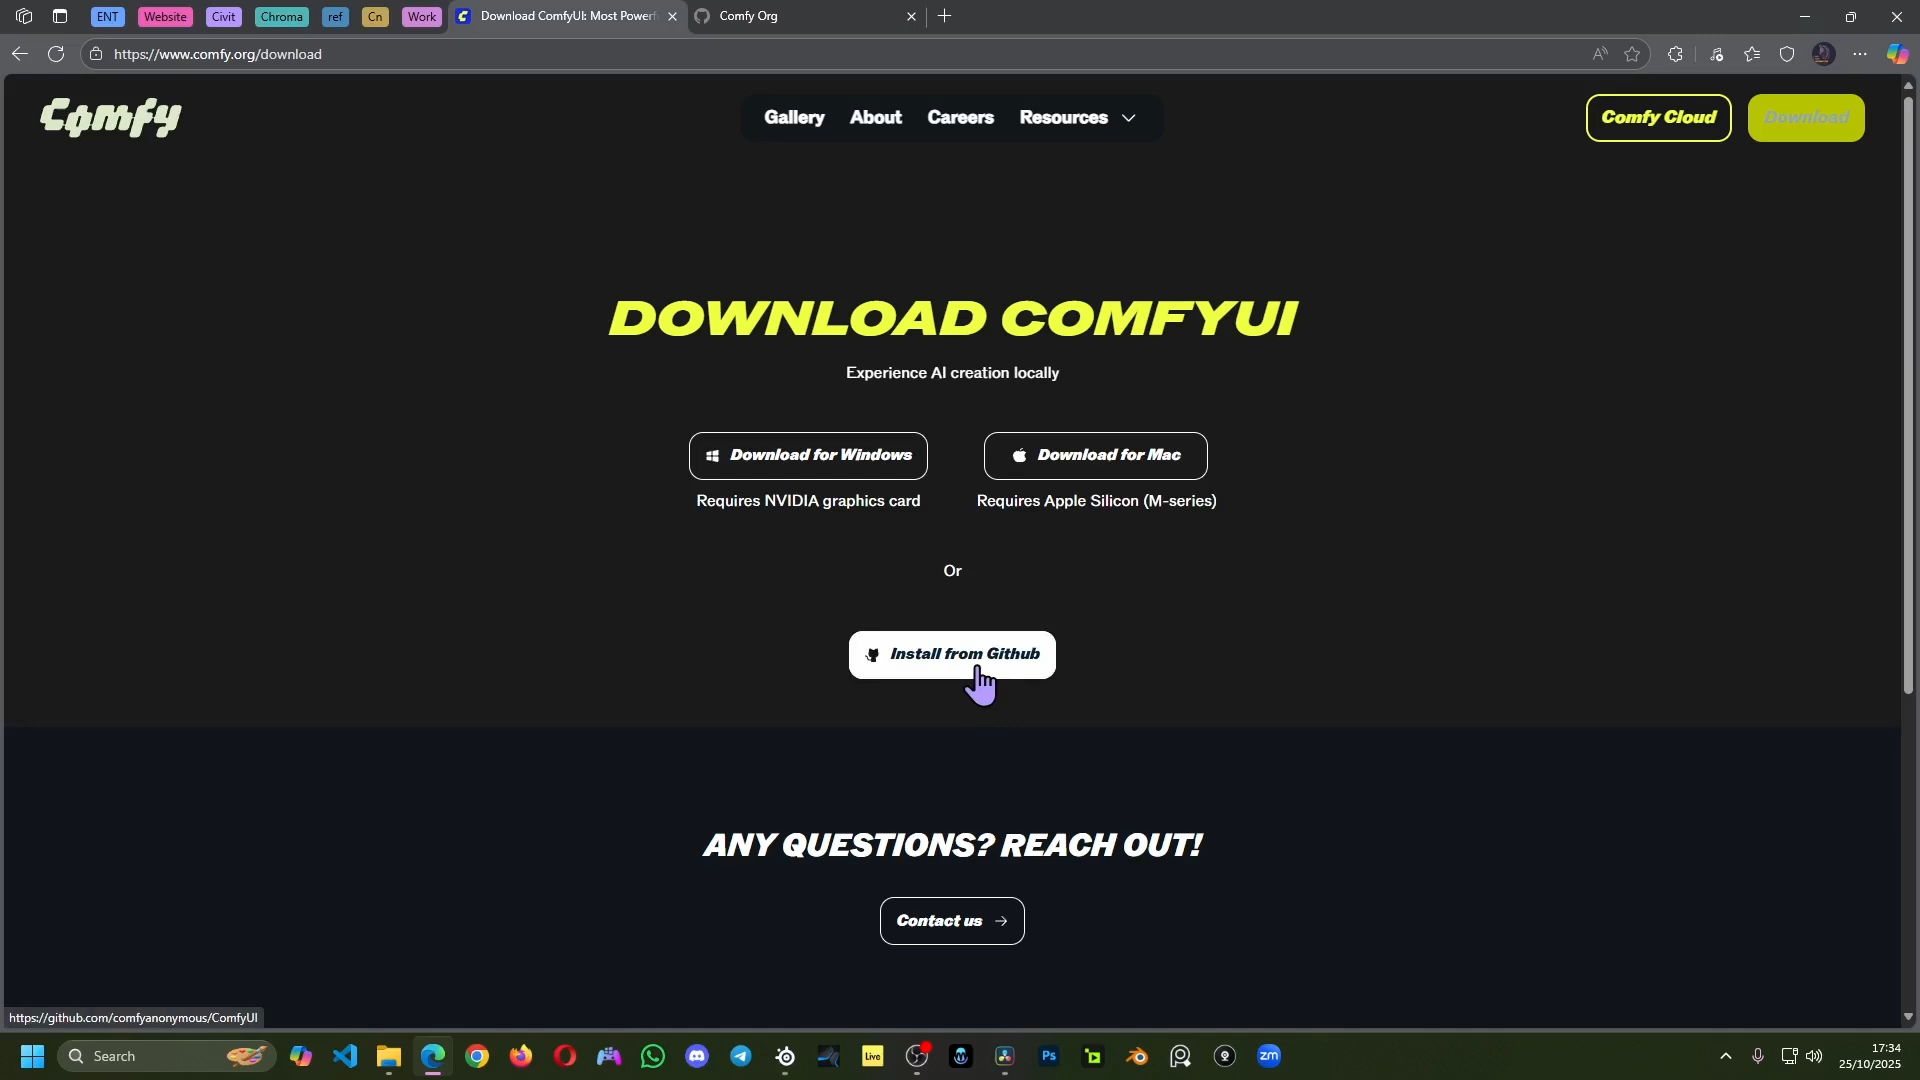 ENT
Website
Civit
Chroma
ref
Cn
Work
Download ComfyUI: Most Powerf
Comfy Org
https://www.comfy.org/download
Comfy
Gallery
About
Careers
Resources
Comfy Cloud
Download
DOWNLOAD COMFYUI
Experience AI creation locally
Download for Windows
Download for Mac
Requires NVIDIA graphics card
Requires Apple Silicon (M-series)
Or
Install from Github
ANY QUESTIONS? REACH OUT!
Contact us
https://github.com/comfyanonymous/ComfyUI
Search
Live
Ps
zm
17:34
25/10/2025